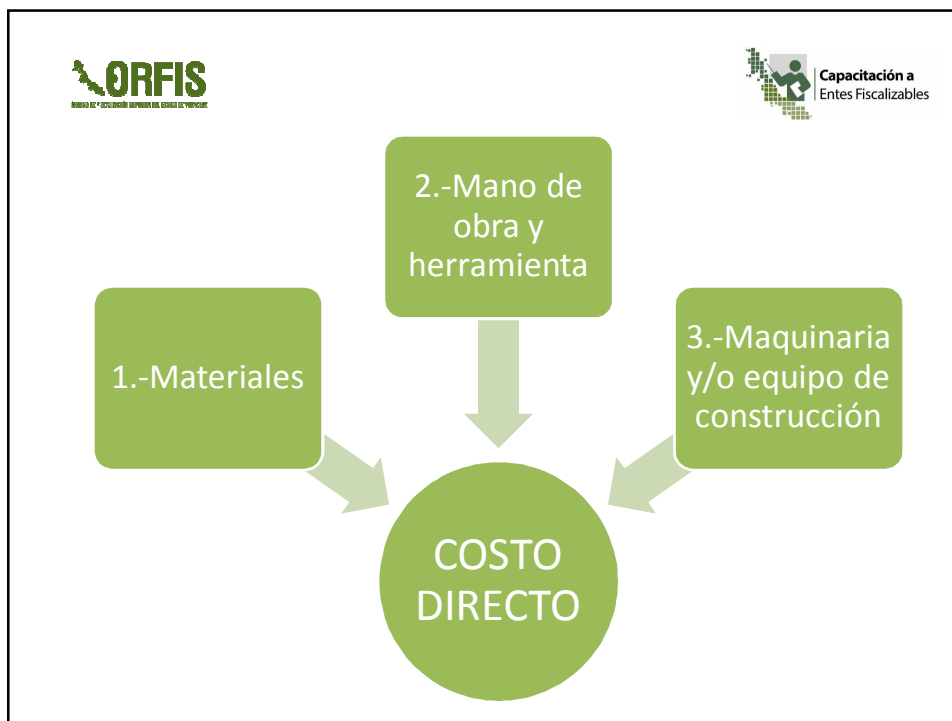 ORFIS
Capacitación a
Entes Fiscalizables
2.-Mano de
obra y
herramienta
1.-Materiales
3.-Maquinaria
y/o equipo de
construcción
COSTO
DIRECTO